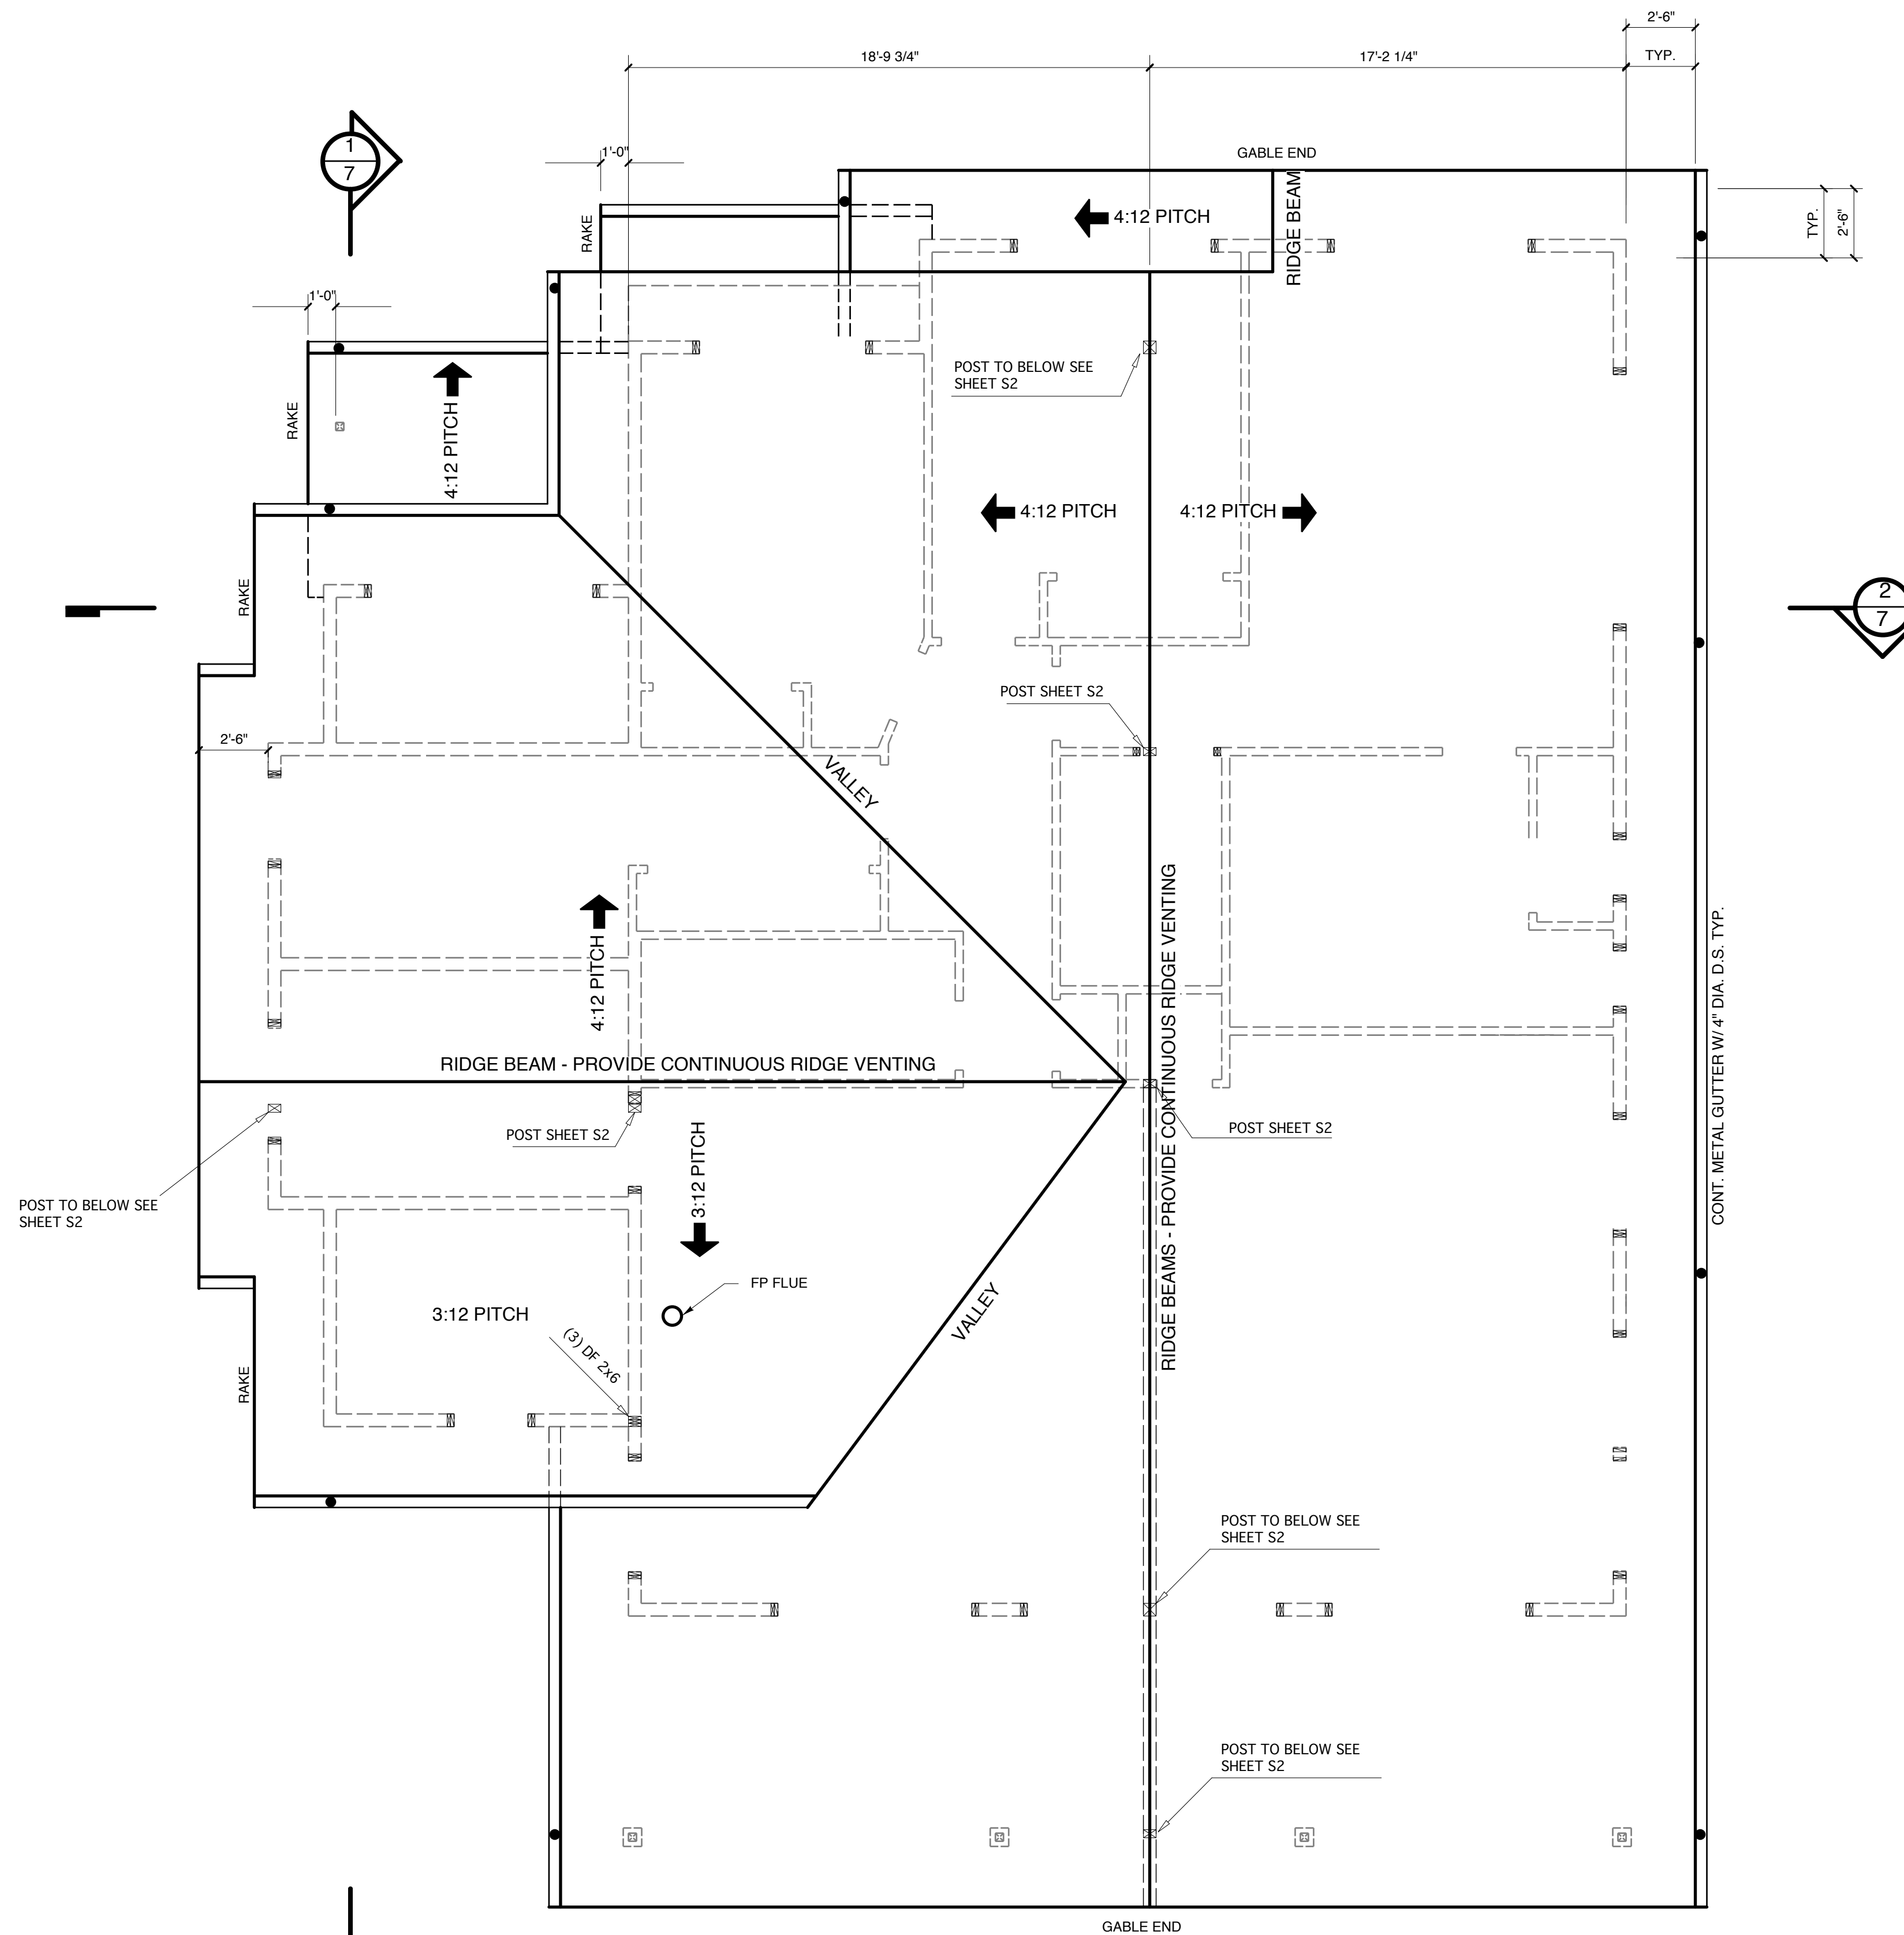 2'-6"
18'-9 3/4"
17'-2 1/4"
TYP.
1
7
1'-0"
GABLE END
RAKE
4:12 PITCH
RIDGE BEAM
TYP.
2'-6"
1'-0"
POST TO BELOW SEE
SHEET S2
RAKE
4:12 PITCH
4:12 PITCH
4:12 PITCH
RAKE
2
7
POST SHEET S2
2'-6"
VALLEY
4:12 PITCH
RIDGE BEAM - PROVIDE CONTINUOUS RIDGE VENTING
RIDGE BEAMS - PROVIDE CONTINUOUS RIDGE VENTING
CONT. METAL GUTTER W/ 4" DIA. D.S. TYP.
POST SHEET S2
POST SHEET S2
3:12 PITCH
POST TO BELOW SEE
SHEET S2
FP FLUE
3:12 PITCH
VALLEY
(3) DF 2x6
RAKE
POST TO BELOW SEE
SHEET S2
POST TO BELOW SEE
SHEET S2
GABLE END